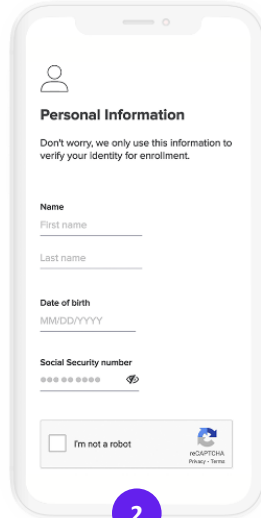 Personal Information
Don't worry, we only use this information to
verify your identity for enrollment.
Name
First name
Last name
Date of birth
MM/DD/YYYY
Social Security number
I'm not a robot
reCAPTCHA
Privacy - Terms
2